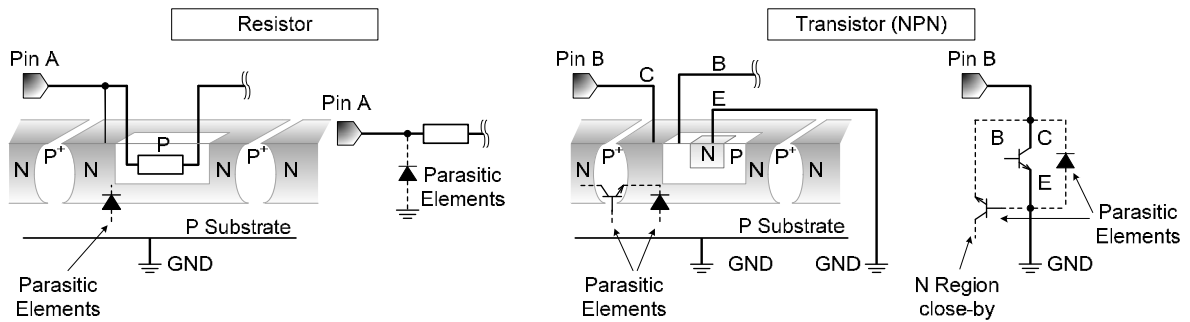 Resistor
Pin A
P
N
P+
N
P+
N
N
P Substrate
Parasitic
Elements
GND
Pin A
Parasitic
Elements
Transistor (NPN)
Pin B
C
B
E
N
P+
N
N
P
P+
N
P Substrate
GND
GND
Parasitic
Elements
Pin B
B
C
E
Parasitic
Elements
GND
N Region
close-by